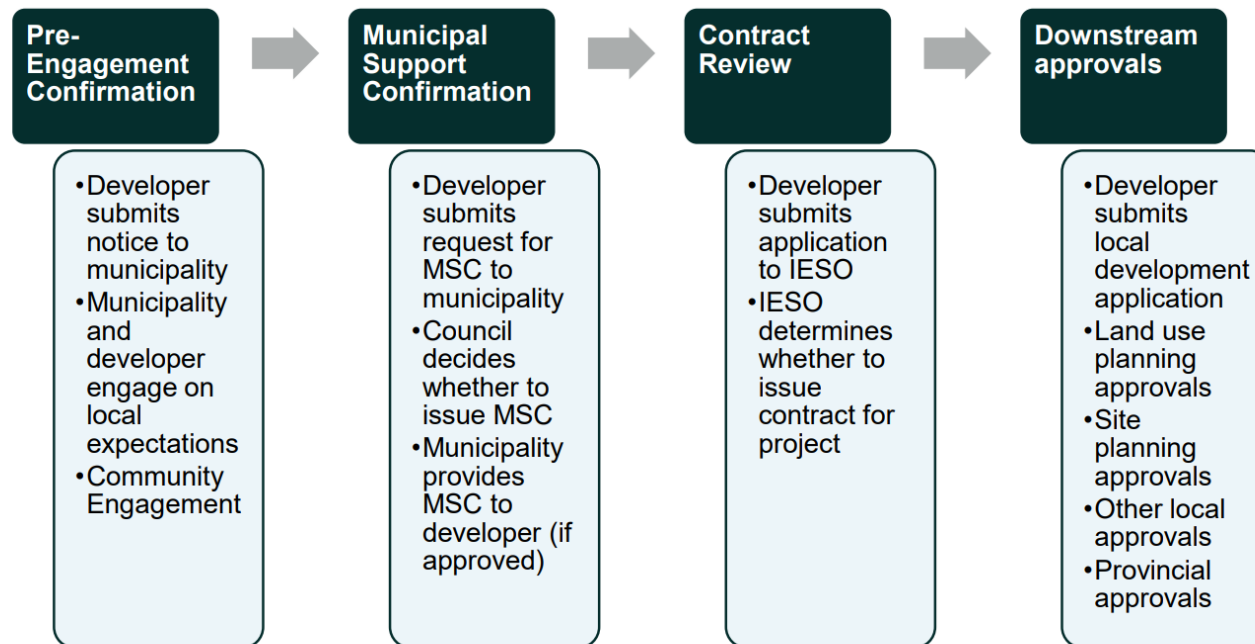 Pre-
Engagement
Confirmation
•Developer
submits
notice to
municipality
•Municipality
and
developer
engage on
local
expectations
•Community
Engagement
Municipal
Support
Confirmation
•Developer
submits
request for
MSC to
municipality
•Council
decides
whether to
issue MSC
•Municipality
provides
MSC to
developer (if
approved)
Contract
Review
•Developer
submits
application
to IESO
•IESO
determines
whether to
issue
contract for
project
Downstream
approvals
•Developer
submits
local
development
application
•Land use
planning
approvals
•Site
planning
approvals
•Other local
approvals
•Provincial
approvals